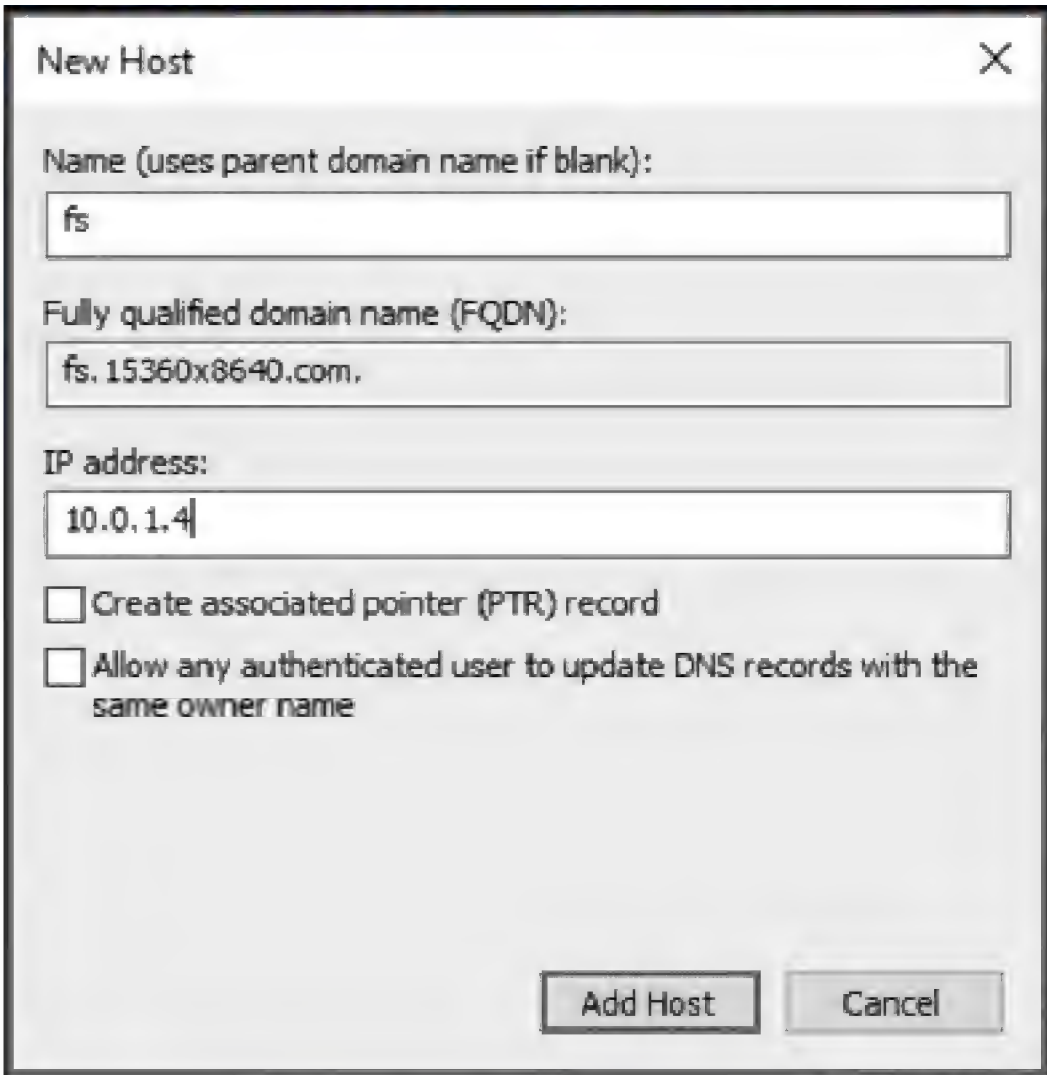 New Host
Name (uses parent domain name if blank):
fs
Fully qualified domain name (FQDN):
fs.15360x8640.com.
IP address:
10.0.1.4
Create associated pointer (PTR) record
Allow any authenticated user to update DNS records with the
same owner name
Add Host
Cancel